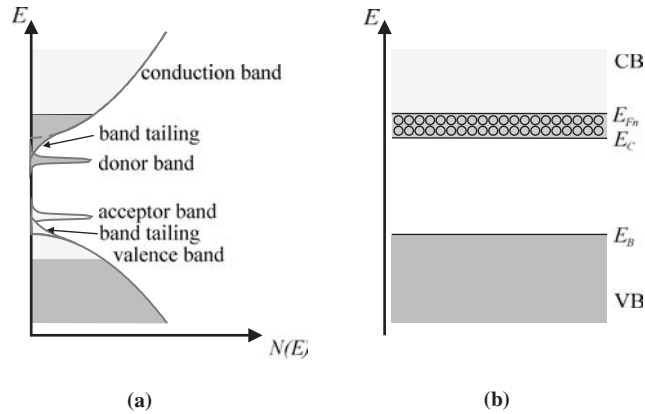 E
conduction band
band tailing
donor band
acceptor band
band tailing
valence band
N(E)
(a)
E
CB
E_Fn
E_C
E_B
VB
(b)